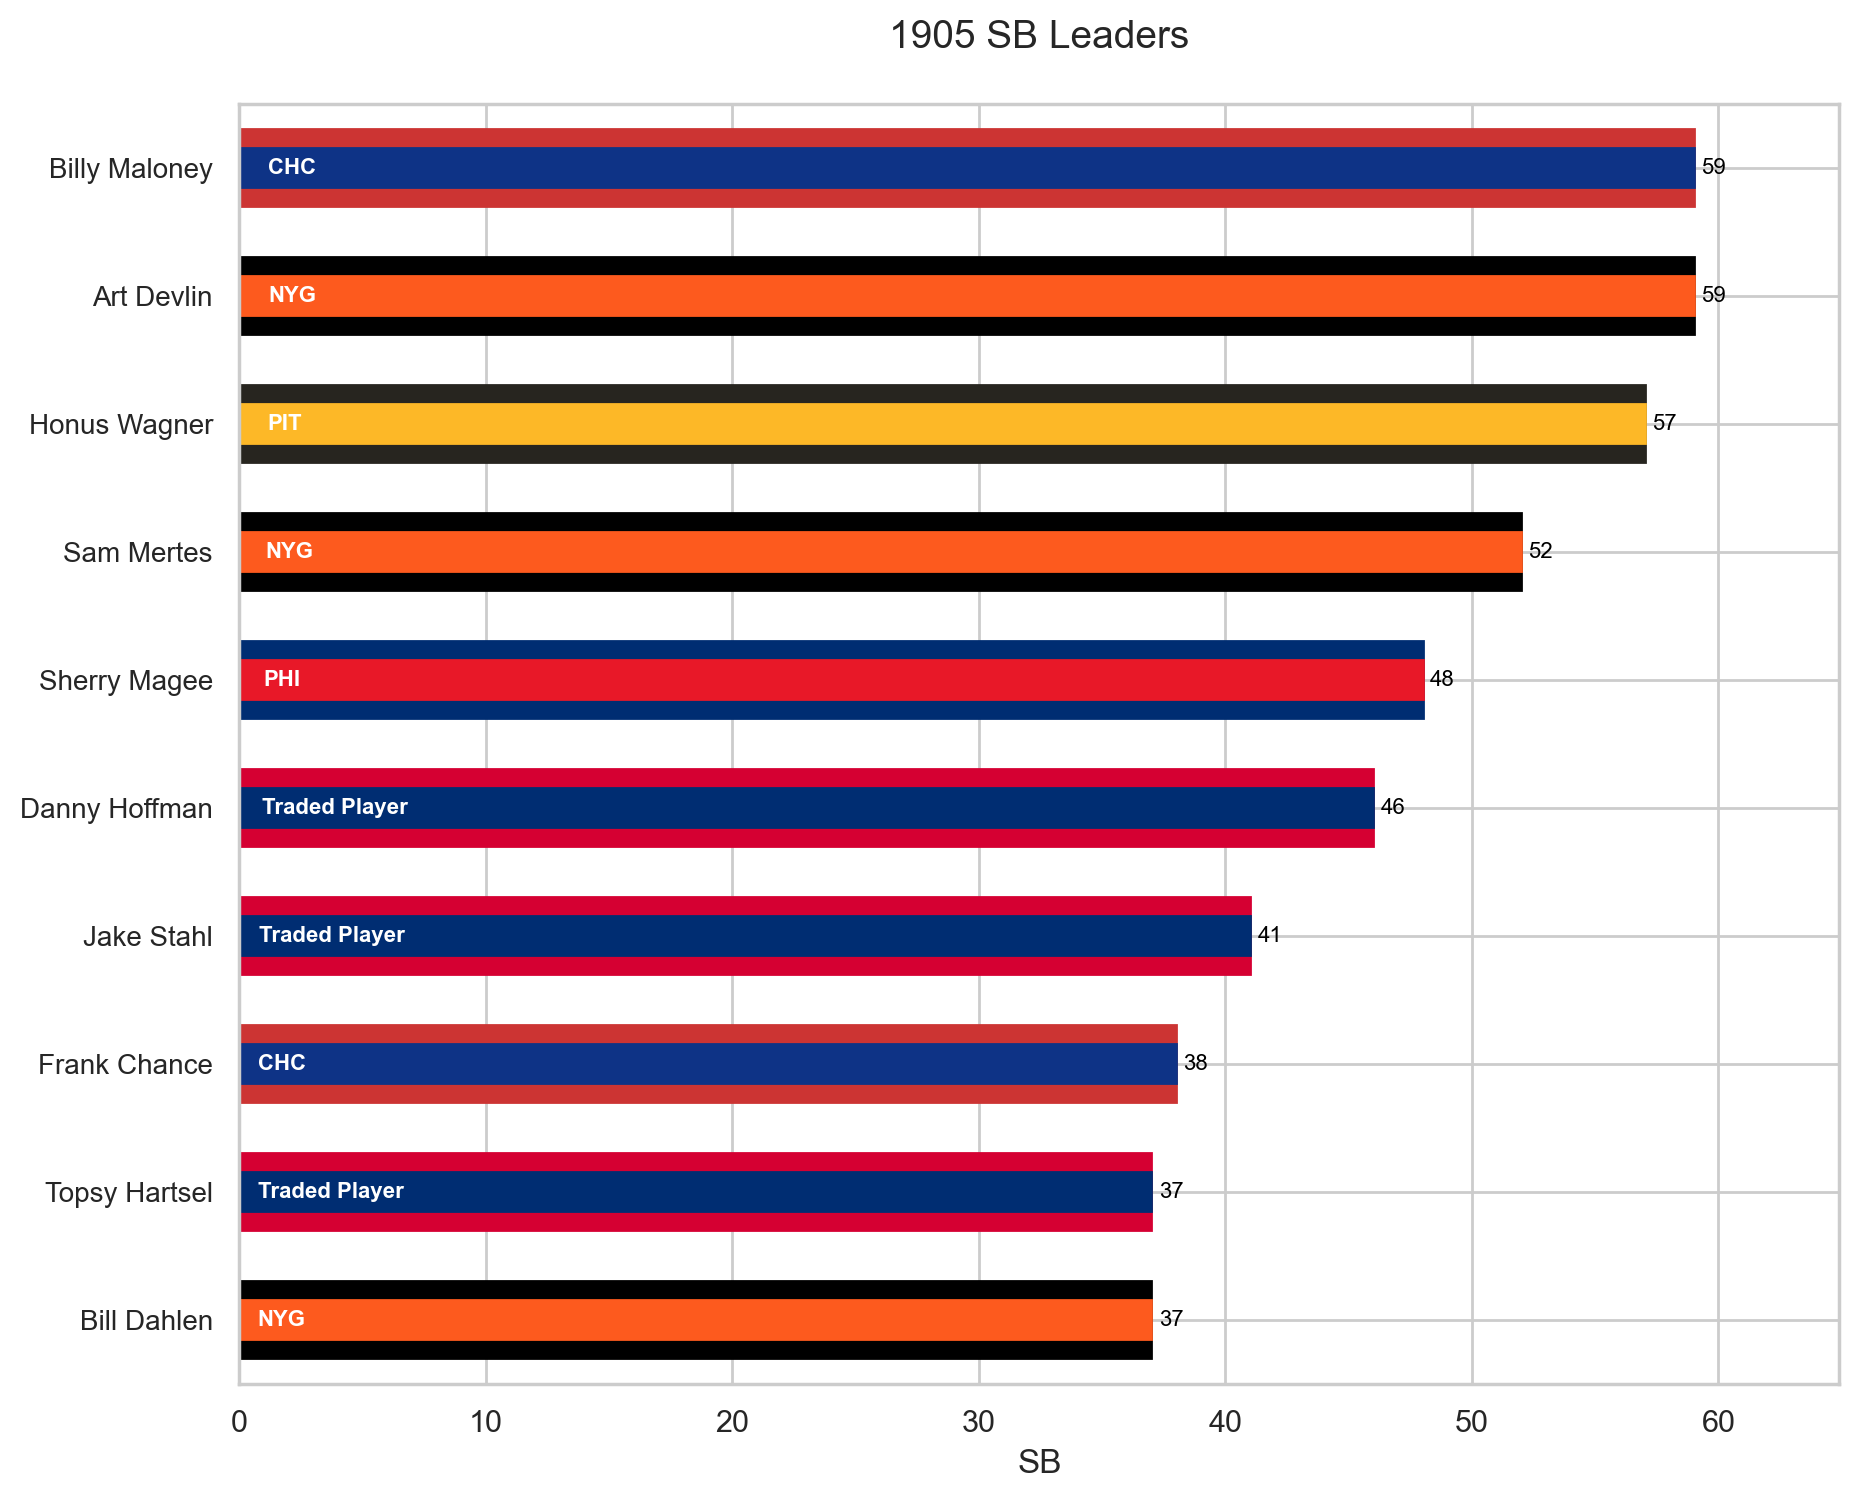 1905 SB Leaders
Billy Maloney
CHC
59
Art Devlin
NYG
59
Honus Wagner
PIT
57
Sam Mertes
NYG
52
Sherry Magee
PHI
48
Danny Hoffman
Traded Player
46
Jake Stahl
Traded Player
41
Frank Chance
CHC
38
Topsy Hartsel
Traded Player
37
Bill Dahlen
NYG
37
0 10 20 30 40 50 60
SB